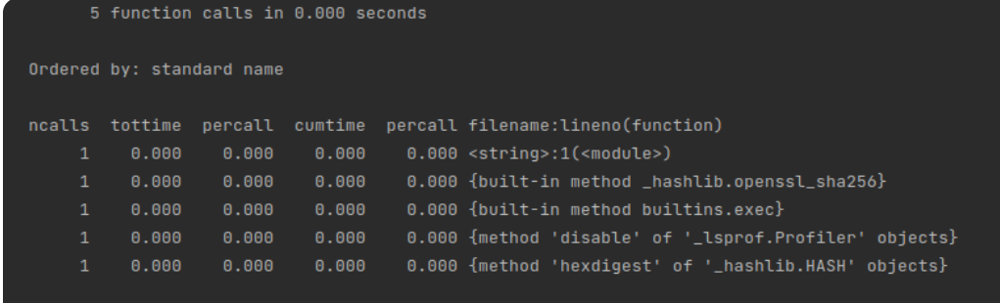 5 function calls in 0.000 seconds
Ordered by: standard name
ncalls tottime percall cumtime percall filename:lineno(function)
1 0.000 0.000 0.000 0.000 <string>:1(<module>)
1 0.000 0.000 0.000 0.000 {built-in method _hashlib.openssl_sha256}
1 0.000 0.000 0.000 0.000 {built-in method builtins.exec}
1 0.000 0.000 0.000 0.000 {method 'disable' of '_lsprof.Profiler' objects}
1 0.000 0.000 0.000 0.000 {method 'hexdigest' of '_hashlib.HASH' objects}